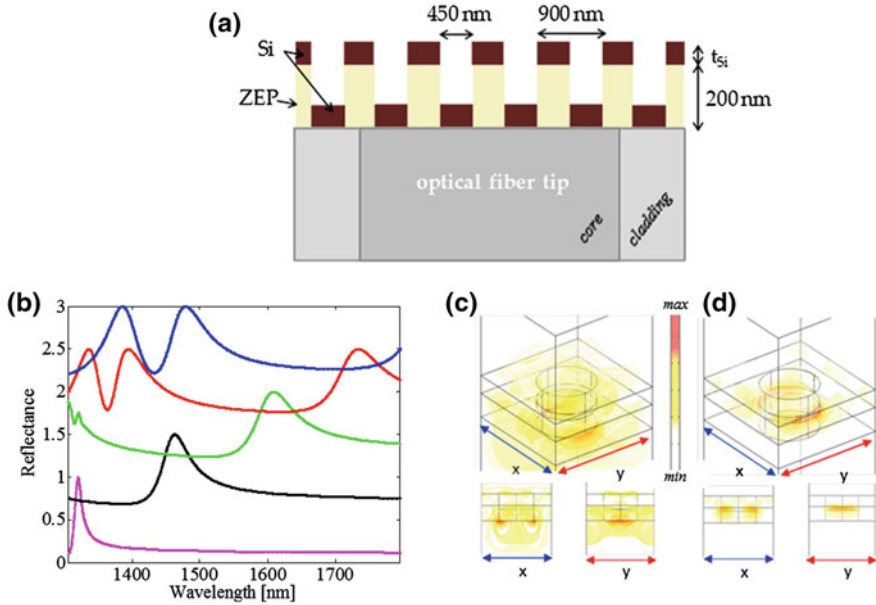 (a)
450 nm
900 nm
Si
t_Si
ZEP
200 nm
optical fiber tip
core
cladding
(b)
3
2.5
2
1.5
1
0.5
0
Reflectance
1400
1500
1600
1700
Wavelength [nm]
(c)
max
(d)
min
x
y
x
y
x
y
x
y